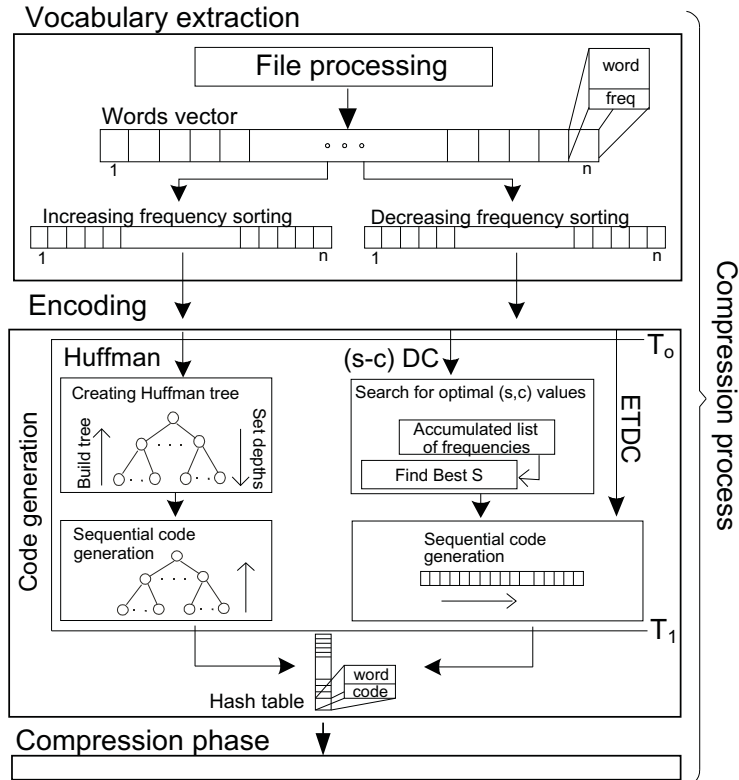 Vocabulary extraction
File processing
word
freq
Words vector
1
n
Increasing frequency sorting
Decreasing frequency sorting
1
n
1
n
Encoding
Compression process
Code generation
T₀
Huffman
(s-c) DC
ETDC
Creating Huffman tree
Build tree
Set depths
Search for optimal (s,c) values
Accumulated list
of frequencies
Find Best S
Sequential code
generation
Sequential code
generation
T₁
Hash table
word
code
Compression phase